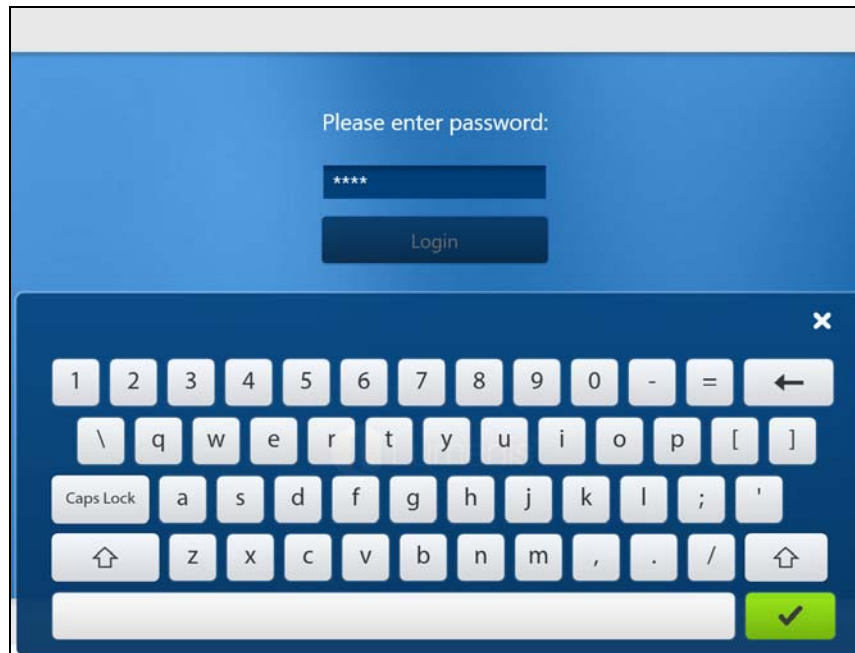 Please enter password:
****
Login
1 2 3 4 5 6 7 8 9 0 - =
\ q w e r t y u i o p [ ]
Caps Lock a s d f g h j k l ; '
z x c v b n m , . /